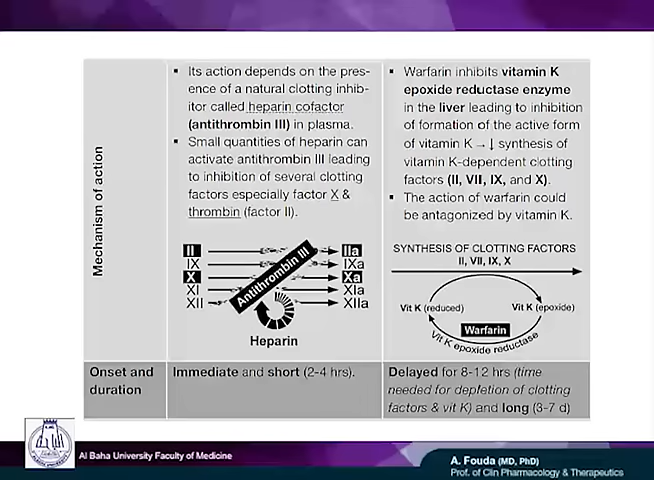 Mechanism of action
▪ Its action depends on the pres-
ence of a natural clotting inhib-
itor called heparin cofactor
(antithrombin III) in plasma.
▪ Small quantities of heparin can
activate antithrombin III leading
to inhibition of several clotting
factors especially factor X &
thrombin (factor II).
II IIa
IX IXa
X Xa
XI XIa
XII XIIa
Antithrombin III
Heparin
▪ Warfarin inhibits vitamin K
epoxide reductase enzyme
in the liver leading to inhibition
of formation of the active form
of vitamin K → ↓ synthesis of
vitamin K-dependent clotting
factors (II, VII, IX, and X).
▪ The action of warfarin could
be antagonized by vitamin K.
SYNTHESIS OF CLOTTING FACTORS
II, VII, IX, X
Vit K (reduced) Vit K (epoxide)
Warfarin
Vit K epoxide reductase
Onset and
duration
Immediate and short (2-4 hrs).
Delayed for 8-12 hrs (time
needed for depletion of clotting
factors & vit K) and long (3-7 d)
Al Baha University Faculty of Medicine
A. Fouda (MD, PhD)
Prof. of Clin Pharmacology & Therapeutics